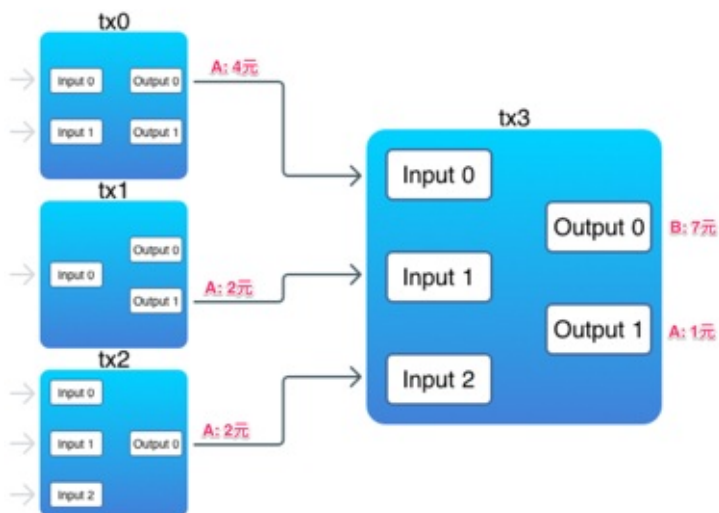 tx0
Input 0
Output 0
Input 1
Output 1
A: 4元
tx1
Input 0
Output 0
Output 1
A: 2元
tx2
Input 0
Input 1
Output 0
Input 2
A: 2元
tx3
Input 0
Output 0
B: 7元
Input 1
Output 1
A: 1元
Input 2